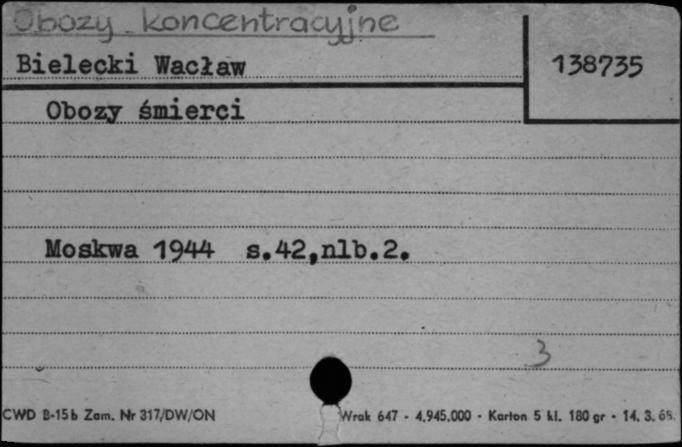 Obozy koncentracyjne
Bielecki Wacław
138735
Obozy śmierci
Moskwa 1944 s.42,nlb.2.
3
CWD B-15b Zam. Nr 317/DW/ON
Wrak 647 - 4.945.000 - Karton 5 kl. 180 gr - 14. 3. 68.